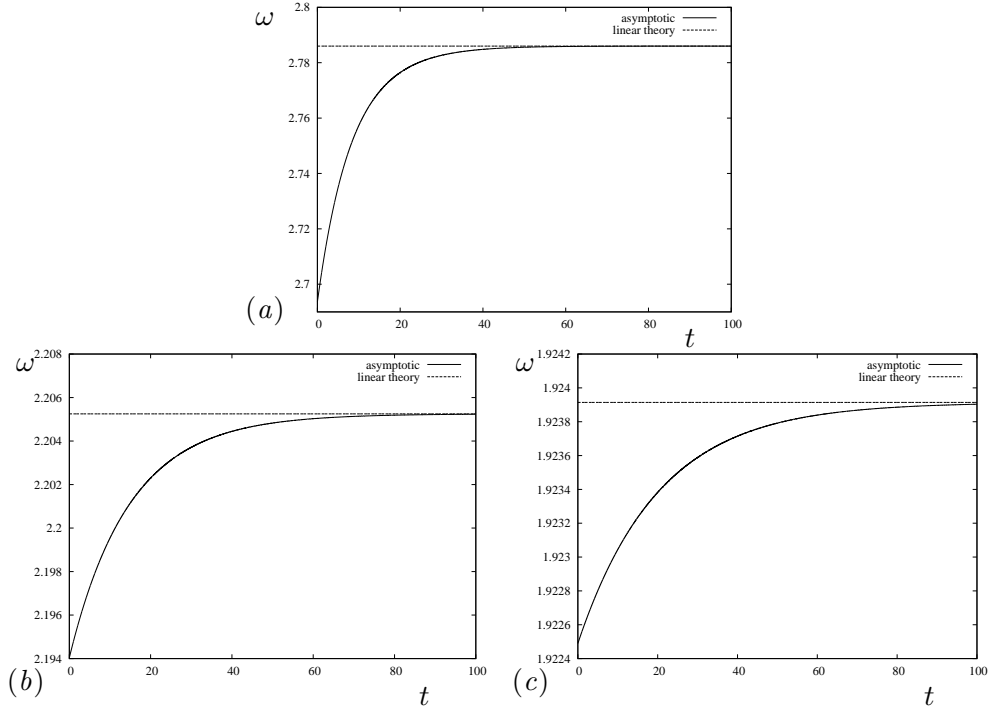 ω
2.8
asymptotic
linear theory
2.78
2.76
2.74
2.72
2.7
0 20 40 60 80 100
(a)
t
ω
2.208
asymptotic
linear theory
2.206
2.204
2.202
2.2
2.198
2.196
2.194
0 20 40 60 80 100
(b)
t
ω
1.9242
asymptotic
linear theory
1.924
1.9238
1.9236
1.9234
1.9232
1.923
1.9228
1.9226
1.9224
0 20 40 60 80 100
(c)
t